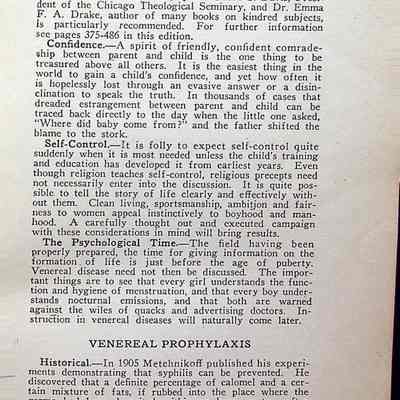 dent of the Chicago Theological Seminary, and Dr. Emma
F. A. Drake, author of many books on kindred subjects,
is particularly recommended. For further information
see pages 375-486 in this edition.
Confidence.—A spirit of friendly, confident comrade-
ship between parent and child is the one thing to be
treasured above all others. It is the easiest thing in the
world to gain a child's confidence, and yet how often it
is hopelessly lost through an evasive answer or a disin-
clination to speak the truth. In thousands of cases that
dreaded estrangement between parent and child can be
traced back directly to the day when the little one asked,
"Where did baby come from?" and the father shifted the
blame to the stork.
Self-Control.—It is folly to expect self-control quite
suddenly when it is most needed unless the child's training
and education has developed it from earliest years. Even
though religion teaches self-control, religious precepts need
not necessarily enter into the discussion. It is quite pos-
sible to tell the story of life clearly and effectively with-
out them. Clean living, sportsmanship, ambition and fair-
ness to women appeal instinctively to boyhood and man-
hood. A carefully thought out and executed campaign
with these considerations in mind will bring results.
The Psychological Time.—The field having been
properly prepared, the time for giving information on the
formation of life is just before the age of puberty.
Venereal disease need not then be discussed. The impor-
tant things are to see that every girl understands the func-
tion and hygiene of menstruation, and that every boy under-
stands nocturnal emissions, and that both are warned
against the wiles of quacks and advertising doctors. In-
struction in venereal diseases will naturally come later.
VENEREAL PROPHYLAXIS
Historical.—In 1905 Metchnikoff published his experi-
ments demonstrating that syphilis can be prevented. He
discovered that a definite percentage of calomel and a cer-
tain mixture of fats, if rubbed into the place where the